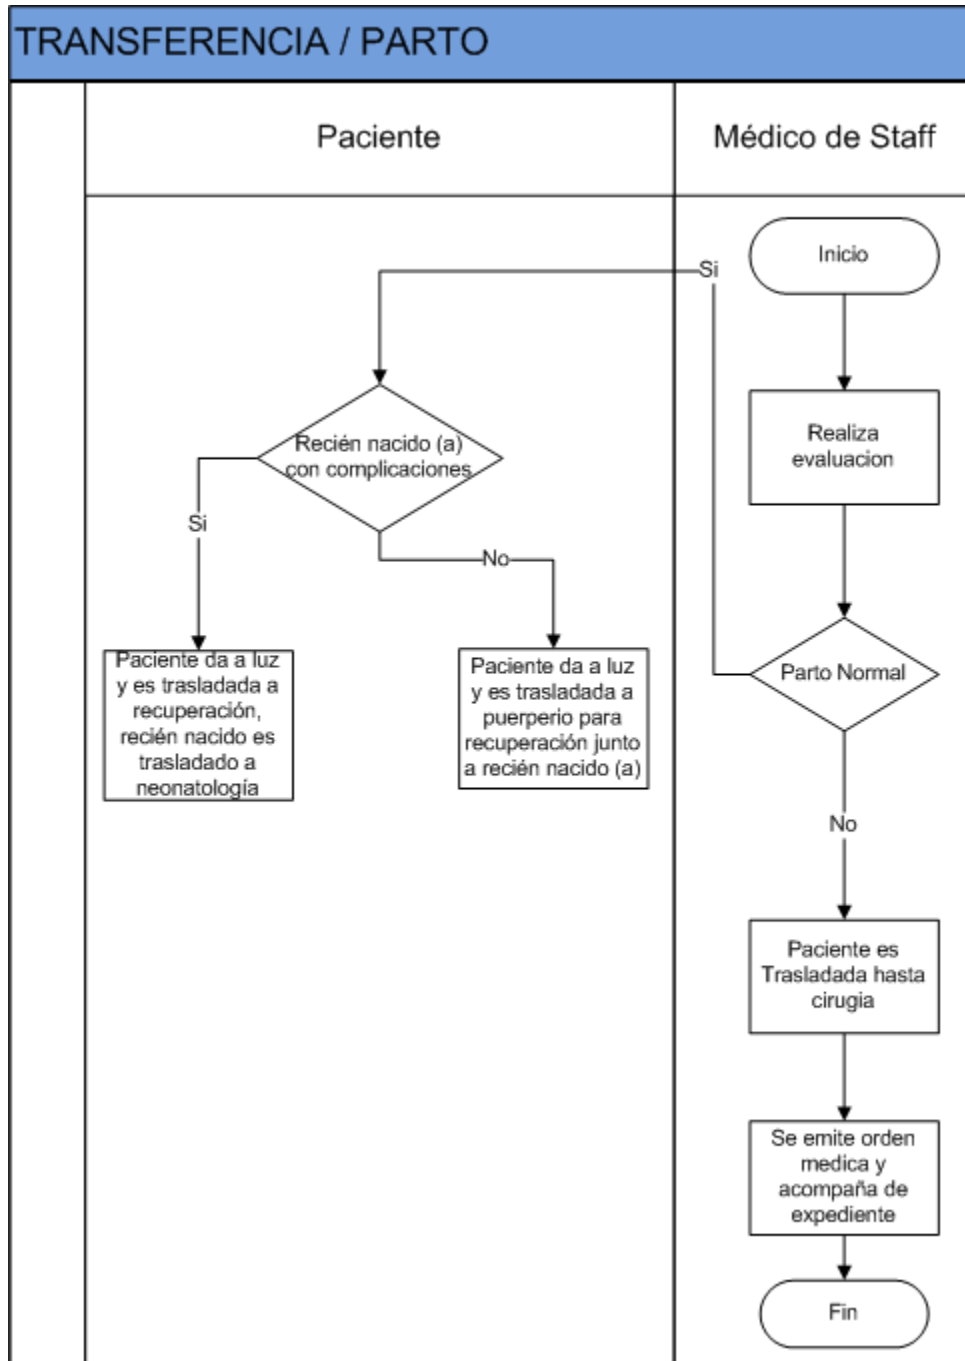 TRANSFERENCIA / PARTO
Paciente
Médico de Staff
Inicio
Si
Realiza
evaluacion
Recién nacido (a)
con complicaciones
Si
No
Parto Normal
Paciente da a luz
y es trasladada a
recuperación,
recién nacido es
trasladado a
neonatología
Paciente da a luz
y es trasladada a
puerperio para
recuperación junto
a recién nacido (a)
No
Paciente es
Trasladada hasta
cirugia
Se emite orden
medica y
acompaña de
expediente
Fin